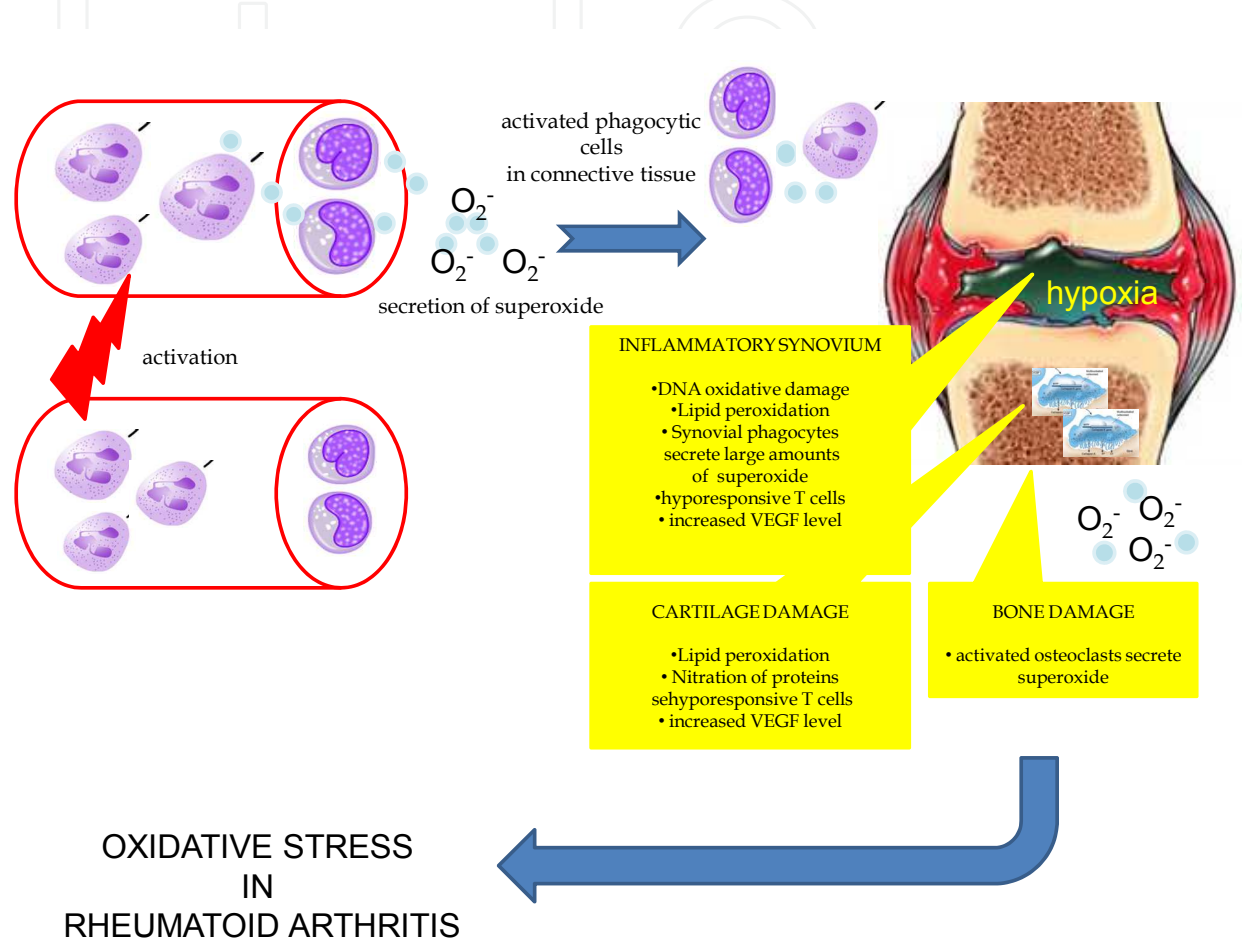 activated phagocytic
cells
in connective tissue
O₂⁻
O₂⁻ O₂⁻
secretion of superoxide
activation
hypoxia
INFLAMMATORY SYNOVIUM
•DNA oxidative damage
•Lipid peroxidation
• Synovial phagocytes
secrete large amounts
of superoxide
•hyporesponsive T cells
• increased VEGF level
O₂⁻ O₂⁻
O₂⁻
CARTILAGE DAMAGE
•Lipid peroxidation
• Nitration of proteins
sehyporesponsive T cells
• increased VEGF level
BONE DAMAGE
• activated osteoclasts secrete
superoxide
OXIDATIVE STRESS
IN
RHEUMATOID ARTHRITIS